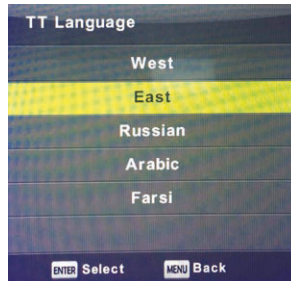 TT Language
West
East
Russian
Arabic
Farsi
ENTER Select MENU Back